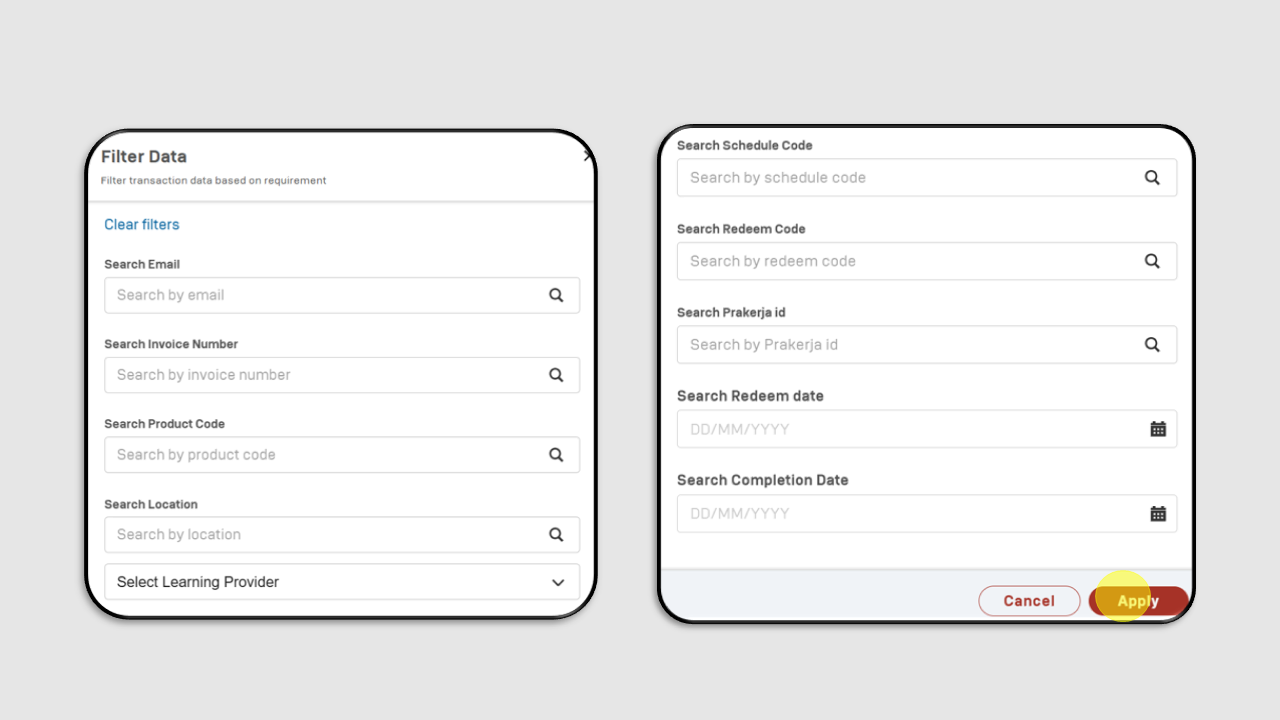 Filter Data
Filter transaction data based on requirement
Clear filters
Search Email
Search by email
Search Invoice Number
Search by invoice number
Search Product Code
Search by product code
Search Location
Search by location
Select Learning Provider
Search Schedule Code
Search by schedule code
Search Redeem Code
Search by redeem code
Search Prakerja id
Search by Prakerja id
Search Redeem date
DD/MM/YYYY
Search Completion Date
DD/MM/YYYY
Cancel
Apply